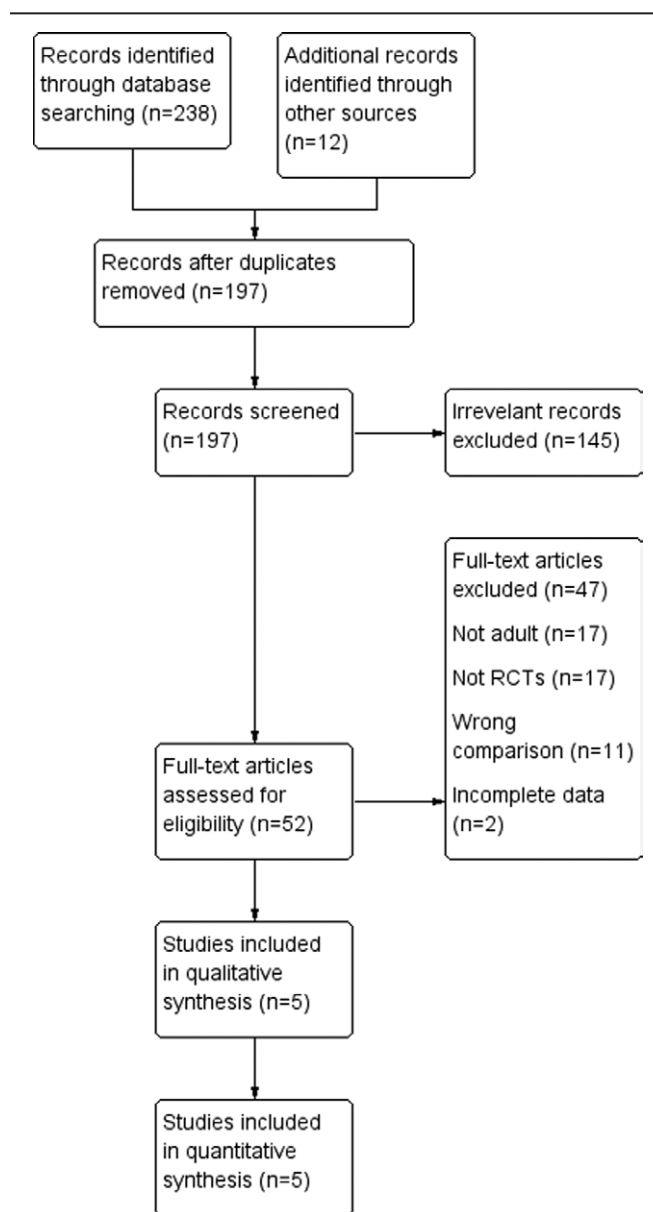 Records identified
through database
searching (n=238)
Additional records
identified through
other sources
(n=12)
Records after duplicates
removed (n=197)
Records screened
(n=197)
Irrevelant records
excluded (n=145)
Full-text articles
excluded (n=47)
Not adult (n=17)
Not RCTs (n=17)
Wrong
comparison (n=11)
Incomplete data
(n=2)
Full-text articles
assessed for
eligibility (n=52)
Studies included
in qualitative
synthesis (n=5)
Studies included
in quantitative
synthesis (n=5)